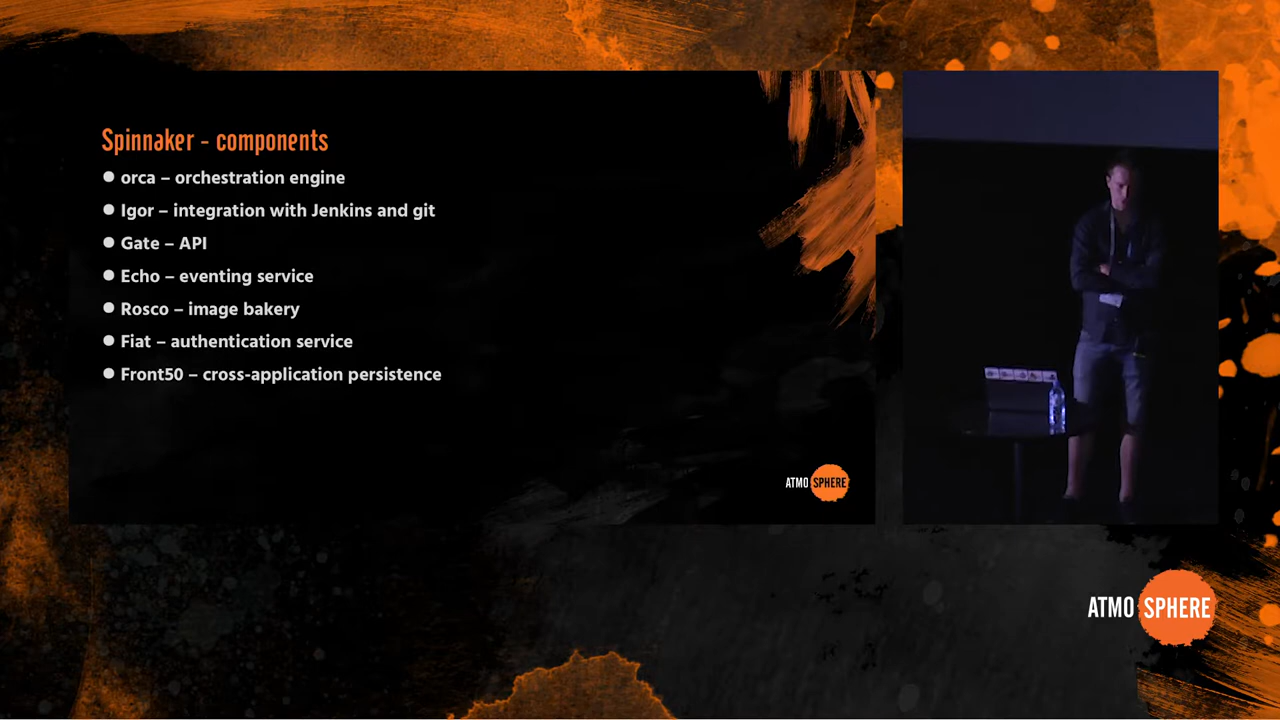 Spinnaker - components
● orca – orchestration engine
● Igor – integration with Jenkins and git
● Gate – API
● Echo – eventing service
● Rosco – image bakery
● Fiat – authentication service
● Front50 – cross-application persistence
ATMO SPHERE
ATMO SPHERE